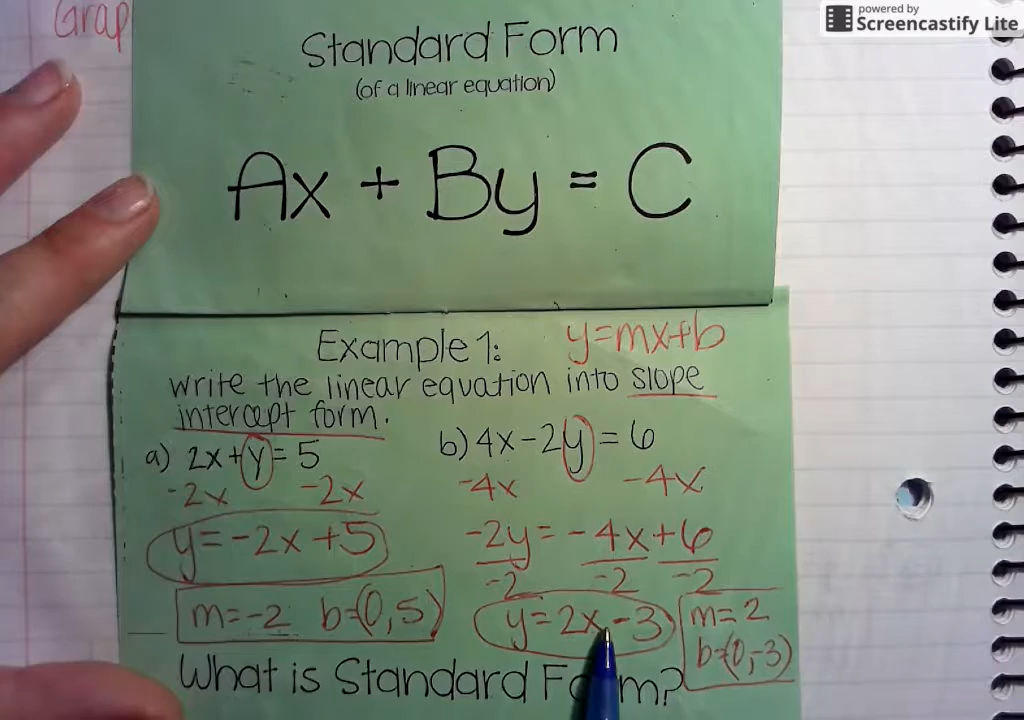 Grap
powered by
Screencastify Lite
Standard Form
(of a linear equation)
Ax + By = C
Example 1: y=mx+b
write the linear equation into slope
intercept form.
a) 2x+y=5
-2x -2x
y=-2x+5
m=-2 b=(0,5)
b) 4x-2y=6
-4x -4x
-2y=-4x+6
-2 -2 -2
y=2x-3
m=2
b=(0,-3)
What is Standard Fo m?